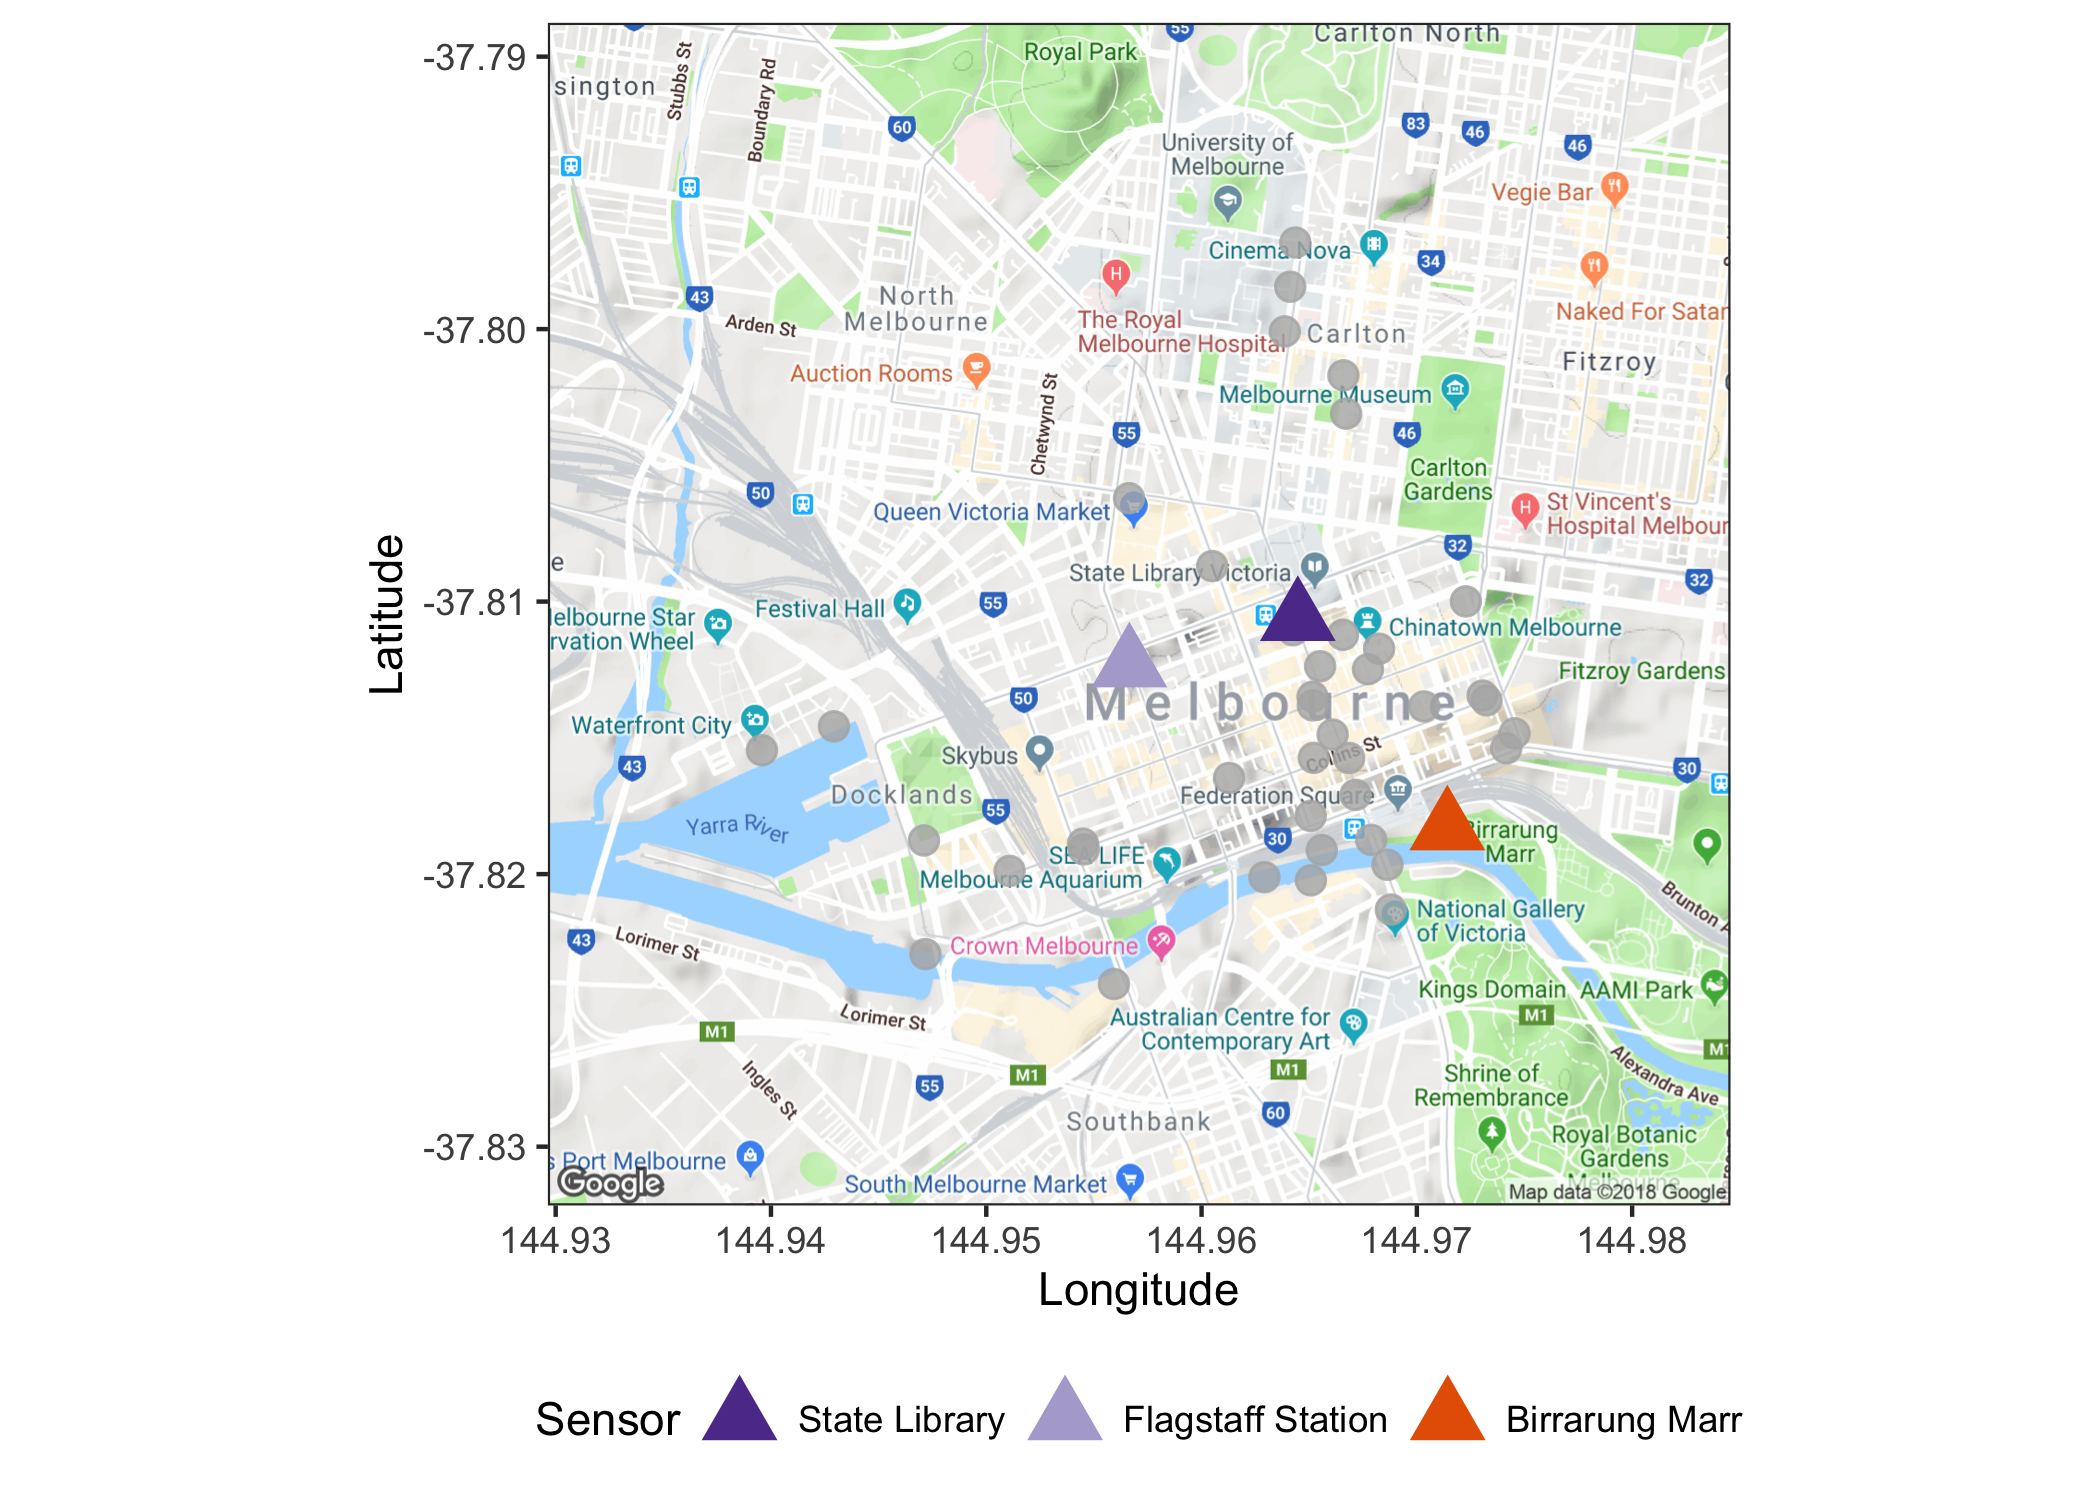 Carlton North
-37.79
Royal Park
sington
Stubbs St
Boundary Rd
55
60
83
46
46
University of
Melbourne
Vegie Bar
Cinema Nova
34
43
North
Melbourne
Arden St
The Royal
Melbourne Hospital
Naked For Satan
-37.80
Carlton
Fitzroy
Auction Rooms
Chetwynd St
Melbourne Museum
55
46
Carlton
Gardens
50
Queen Victoria Market
St Vincent's
Hospital Melbour
32
e
State Library Victoria
32
Latitude
-37.81
Festival Hall
55
elbourne Star
rvation Wheel
Chinatown Melbourne
Fitzroy Gardens
50
Melbourne
Waterfront City
Skybus
Collins St
43
30
Docklands
Federation Square
55
Yarra River
30
Birrarung
Marr
SEA LIFE
Melbourne Aquarium
-37.82
Brunton A
National Gallery
of Victoria
43
Lorimer St
Crown Melbourne
Kings Domain
AAMI Park
Lorimer St
M1
M1
Australian Centre for
Contemporary Art
M1
M1
M1
Alexandra Ave
Ingles St
55
Shrine of
Remembrance
60
Southbank
-37.83
Royal Botanic
Gardens
Melbourne
s Port Melbourne
South Melbourne Market
Google
Map data ©2018 Google
144.93 144.94 144.95 144.96 144.97 144.98
Longitude
Sensor State Library Flagstaff Station Birrarung Marr